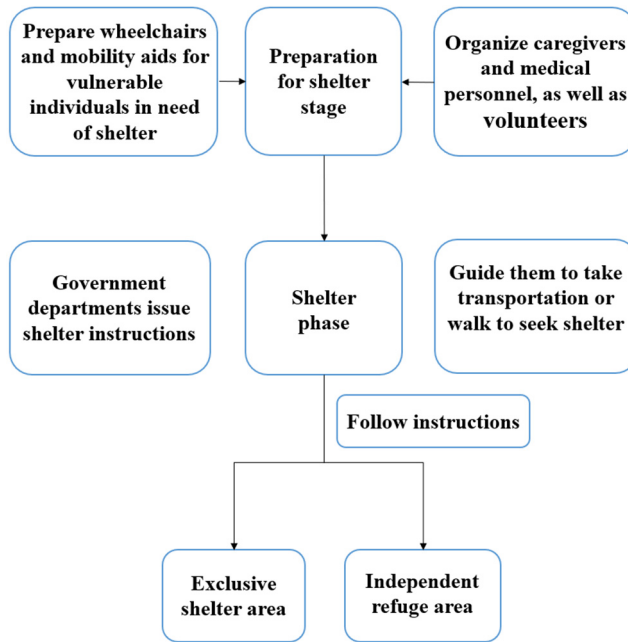 Prepare wheelchairs
and mobility aids for
vulnerable
individuals in need
of shelter
Preparation
for shelter
stage
Organize caregivers
and medical
personnel, as well as
volunteers
Government
departments issue
shelter instructions
Shelter
phase
Guide them to take
transportation or
walk to seek shelter
Follow instructions
Exclusive
shelter area
Independent
refuge area